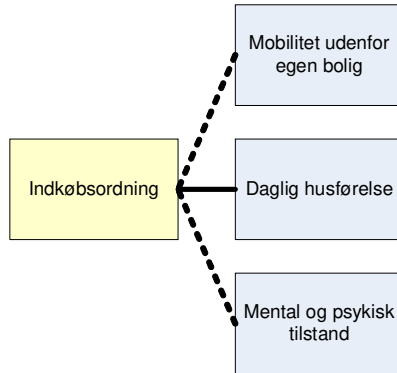 Mobilitet udenfor
egen bolig
Indkøbsordning
Daglig husførelse
Mental og psykisk
tilstand